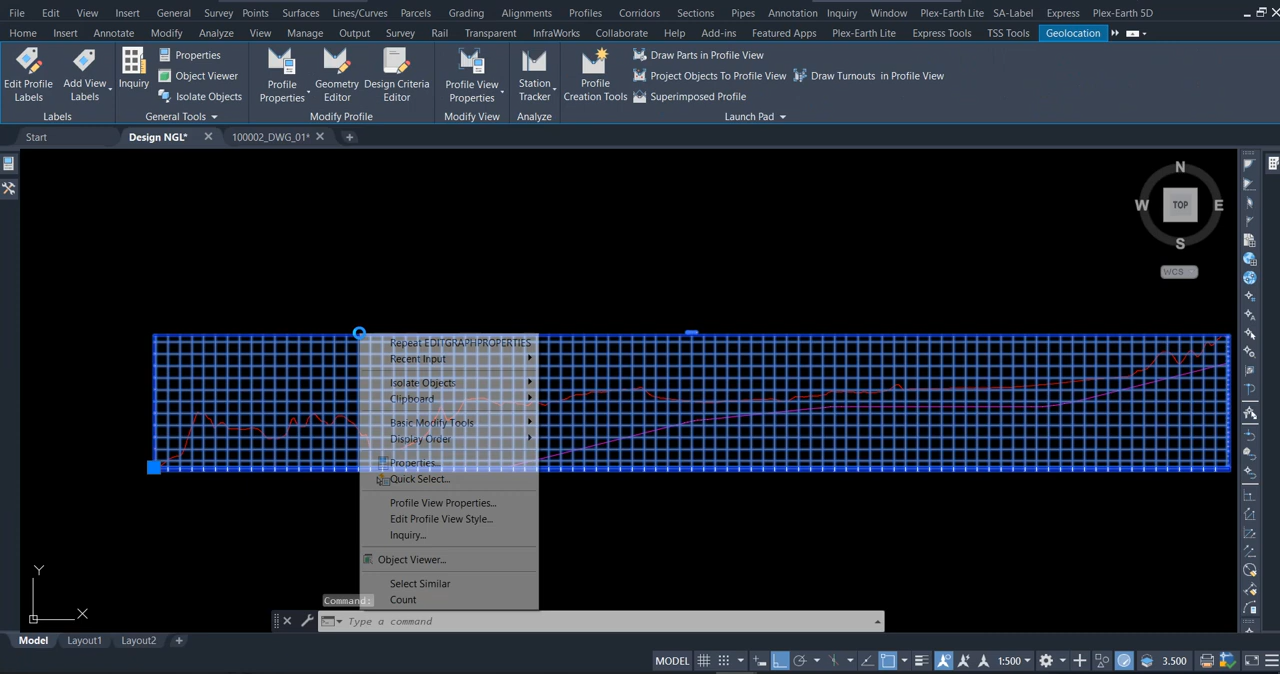 File Edit View Insert General Survey Points Surfaces Lines/Curves Parcels Grading Alignments Profiles Corridors Sections Pipes Annotation Inquiry Window Plex-Earth Lite SA-Label Express Plex-Earth 5D
Home Insert Annotate Modify Analyze View Manage Output Survey Rail Transparent InfraWorks Collaborate Help Add-ins Featured Apps Plex-Earth Lite Express Tools TSS Tools Geolocation
Edit Profile Labels
Add View Labels
Labels
Inquiry
Properties
Object Viewer
Isolate Objects
General Tools
Profile Properties
Geometry Editor
Design Criteria Editor
Modify Profile
Profile View Properties
Modify View
Station Tracker
Analyze
Profile Creation Tools
Draw Parts in Profile View
Project Objects To Profile View
Draw Turnouts in Profile View
Superimposed Profile
Launch Pad
Start
Design NGL*
100002_DWG_01*
N
W TOP E
S
WCS
Repeat EDITGRAPHPROPERTIES
Recent Input
Isolate Objects
Clipboard
Basic Modify Tools
Display Order
Properties...
Quick Select...
Profile View Properties...
Edit Profile View Style...
Inquiry...
Object Viewer...
Select Similar
Count
Y
X
Command:
Type a command
Model Layout1 Layout2
MODEL 1:500 3.500